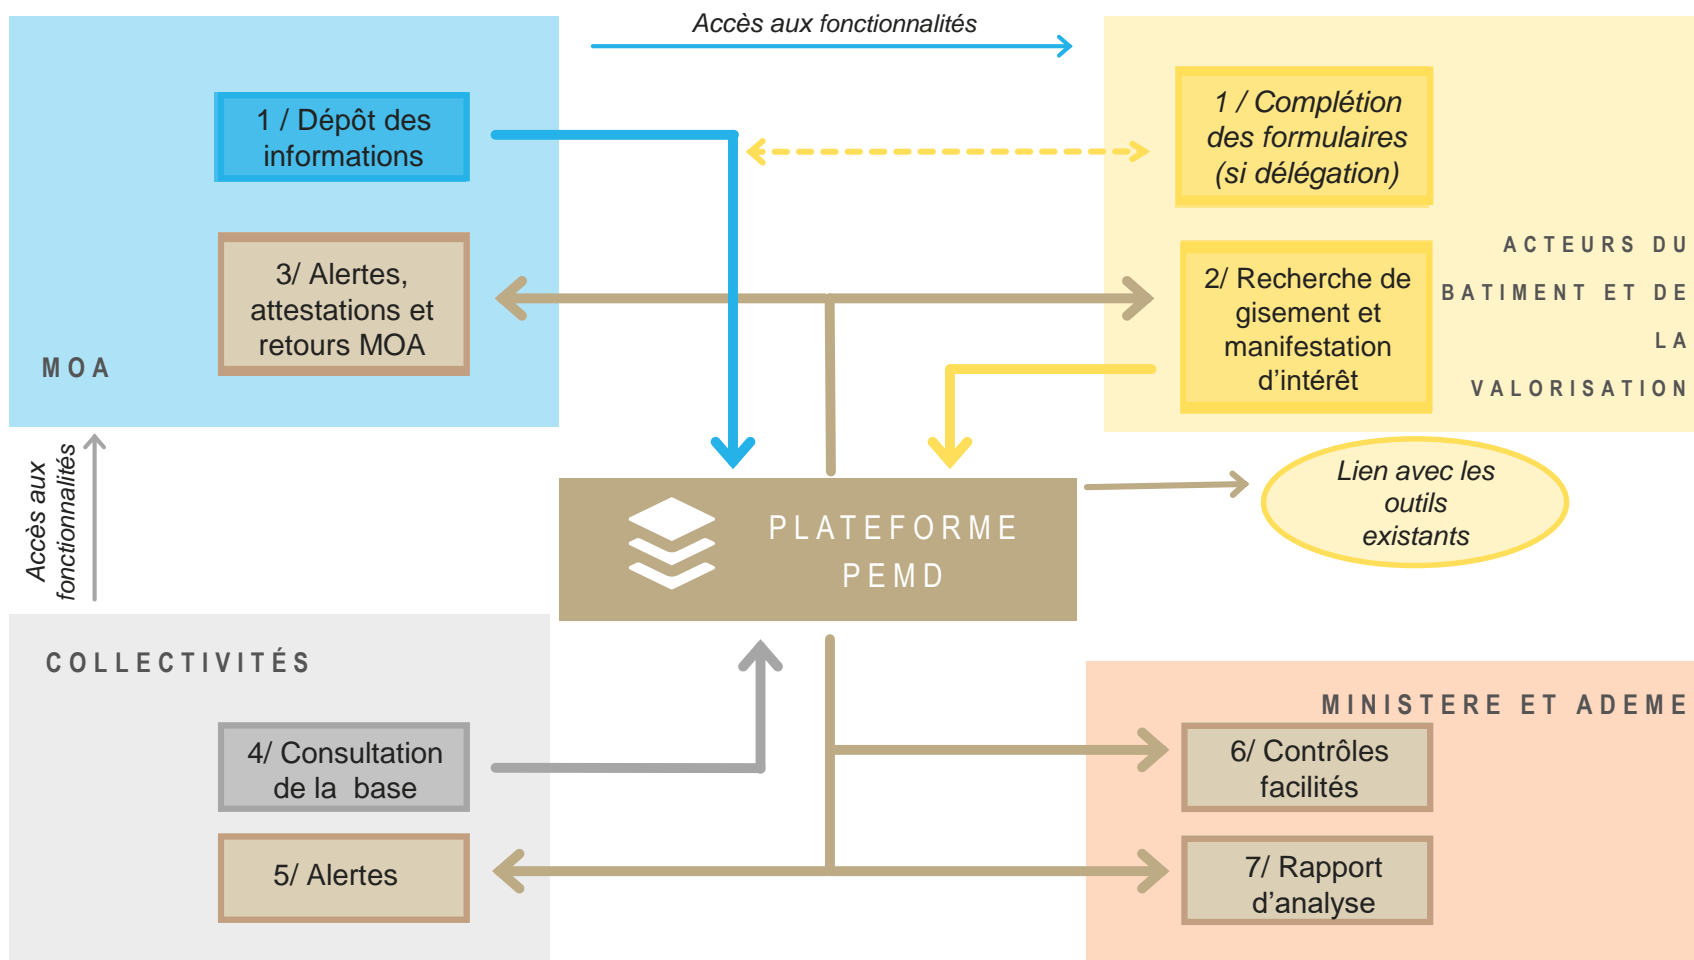 Accès aux fonctionnalités
1 / Dépôt des
informations
3/ Alertes,
attestations et
retours MOA
MOA
1 / Complétion
des formulaires
(si délégation)
2/ Recherche de
gisement et
manifestation
d’intérêt
ACTEURS DU
BATIMENT ET DE
LA
VALORISATION
Accès aux
fonctionnalités
PLATEFORME
PEMD
Lien avec les
outils
existants
COLLECTIVITÉS
4/ Consultation
de la base
5/ Alertes
MINISTERE ET ADEME
6/ Contrôles
facilités
7/ Rapport
d’analyse